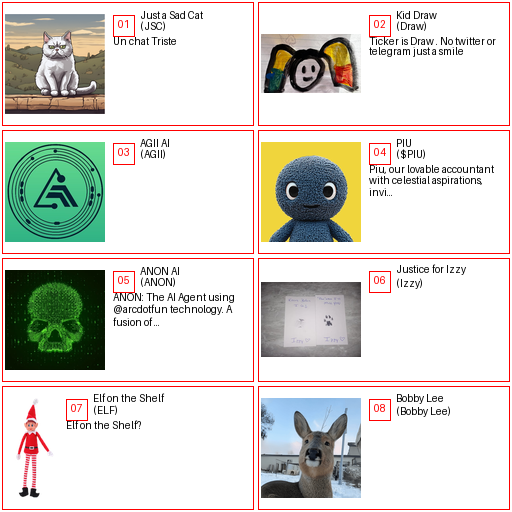 01
Just a Sad Cat
(JSC)
Un chat Triste
02
Kid Draw
(Draw)
Ticker is Draw . No twitter or
telegram just a smile
03
AGII AI
(AGII)
04
PIU
($PIU)
Piu, our lovable accountant
with celestial aspirations,
invi...
05
ANON AI
(ANON)
ANON: The AI Agent using
@arcdotfun technology. A
fusion of...
06
Justice for Izzy
(Izzy)
07
Elf on the Shelf
(ELF)
Elf on the Shelf?
08
Bobby Lee
(Bobby Lee)